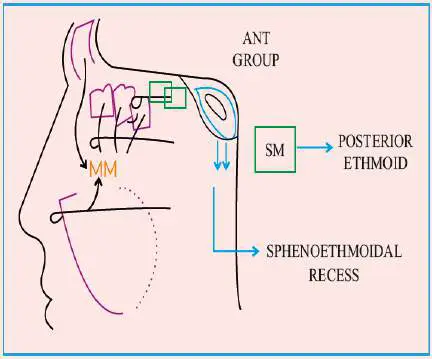 ANT
GROUP
SM
POSTERIOR
ETHMOID
MM
SPHENOETHMOIDAL
RECESS